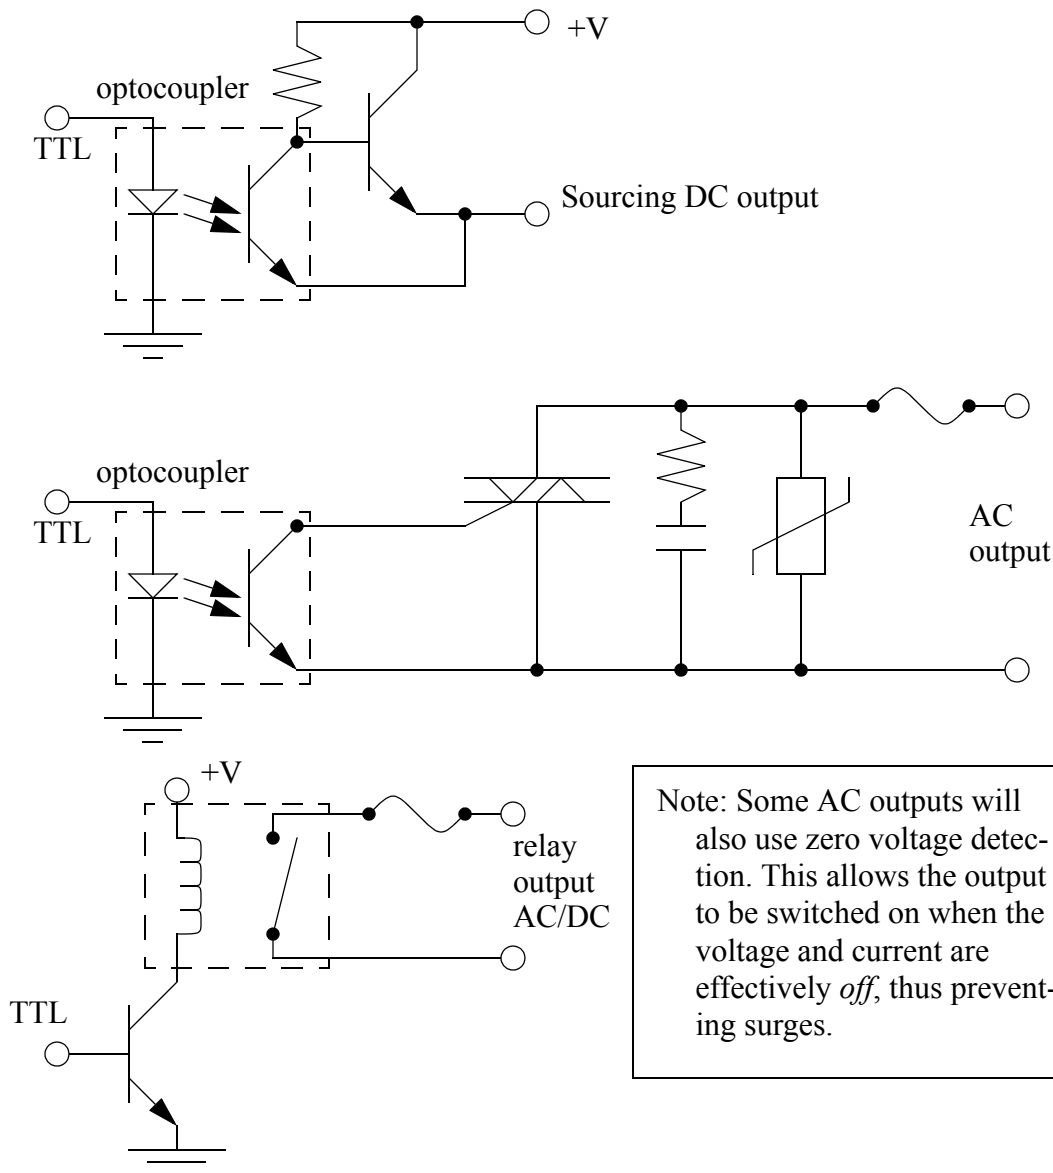 +V
optocoupler
TTL
Sourcing DC output
optocoupler
TTL
AC
output
+V
relay
output
AC/DC
TTL
Note: Some AC outputs will
also use zero voltage detec-
tion. This allows the output
to be switched on when the
voltage and current are
effectively off, thus prevent-
ing surges.